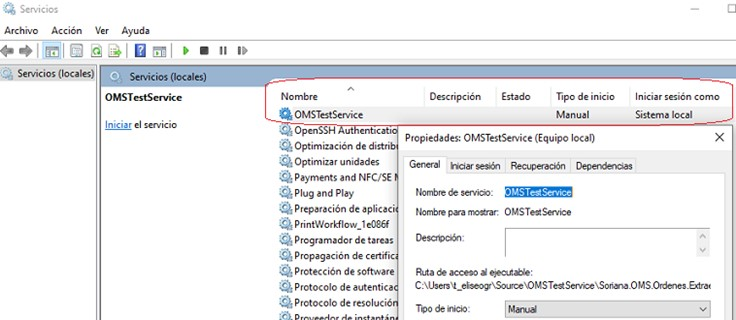 Servicios
Archivo Acción Ver Ayuda
Servicios (locales)
Servicios (locales)
OMSTestService
Iniciar el servicio
Nombre Descripción Estado Tipo de inicio Iniciar sesión como
OMSTestService Manual Sistema local
OpenSSH Authenticatio
Optimización de distribu
Optimizar unidades
Payments and NFC/SE M
Plug and Play
Preparación de aplicacio
PrintWorkflow_1e086f
Programador de tareas
Propagación de certifica
Protección de software
Protocolo de autenticac
Protocolo de resolución
Proveedor de instantáne
Propiedades: OMSTestService (Equipo local)
General Iniciar sesión Recuperación Dependencias
Nombre de servicio: OMSTestService
Nombre para mostrar: OMSTestService
Descripción:
Ruta de acceso al ejecutable:
C:\Users\t_eliseogr\Source\OMSTestService\Soriana.OMS.Ordenes.Extrae
Tipo de inicio: Manual